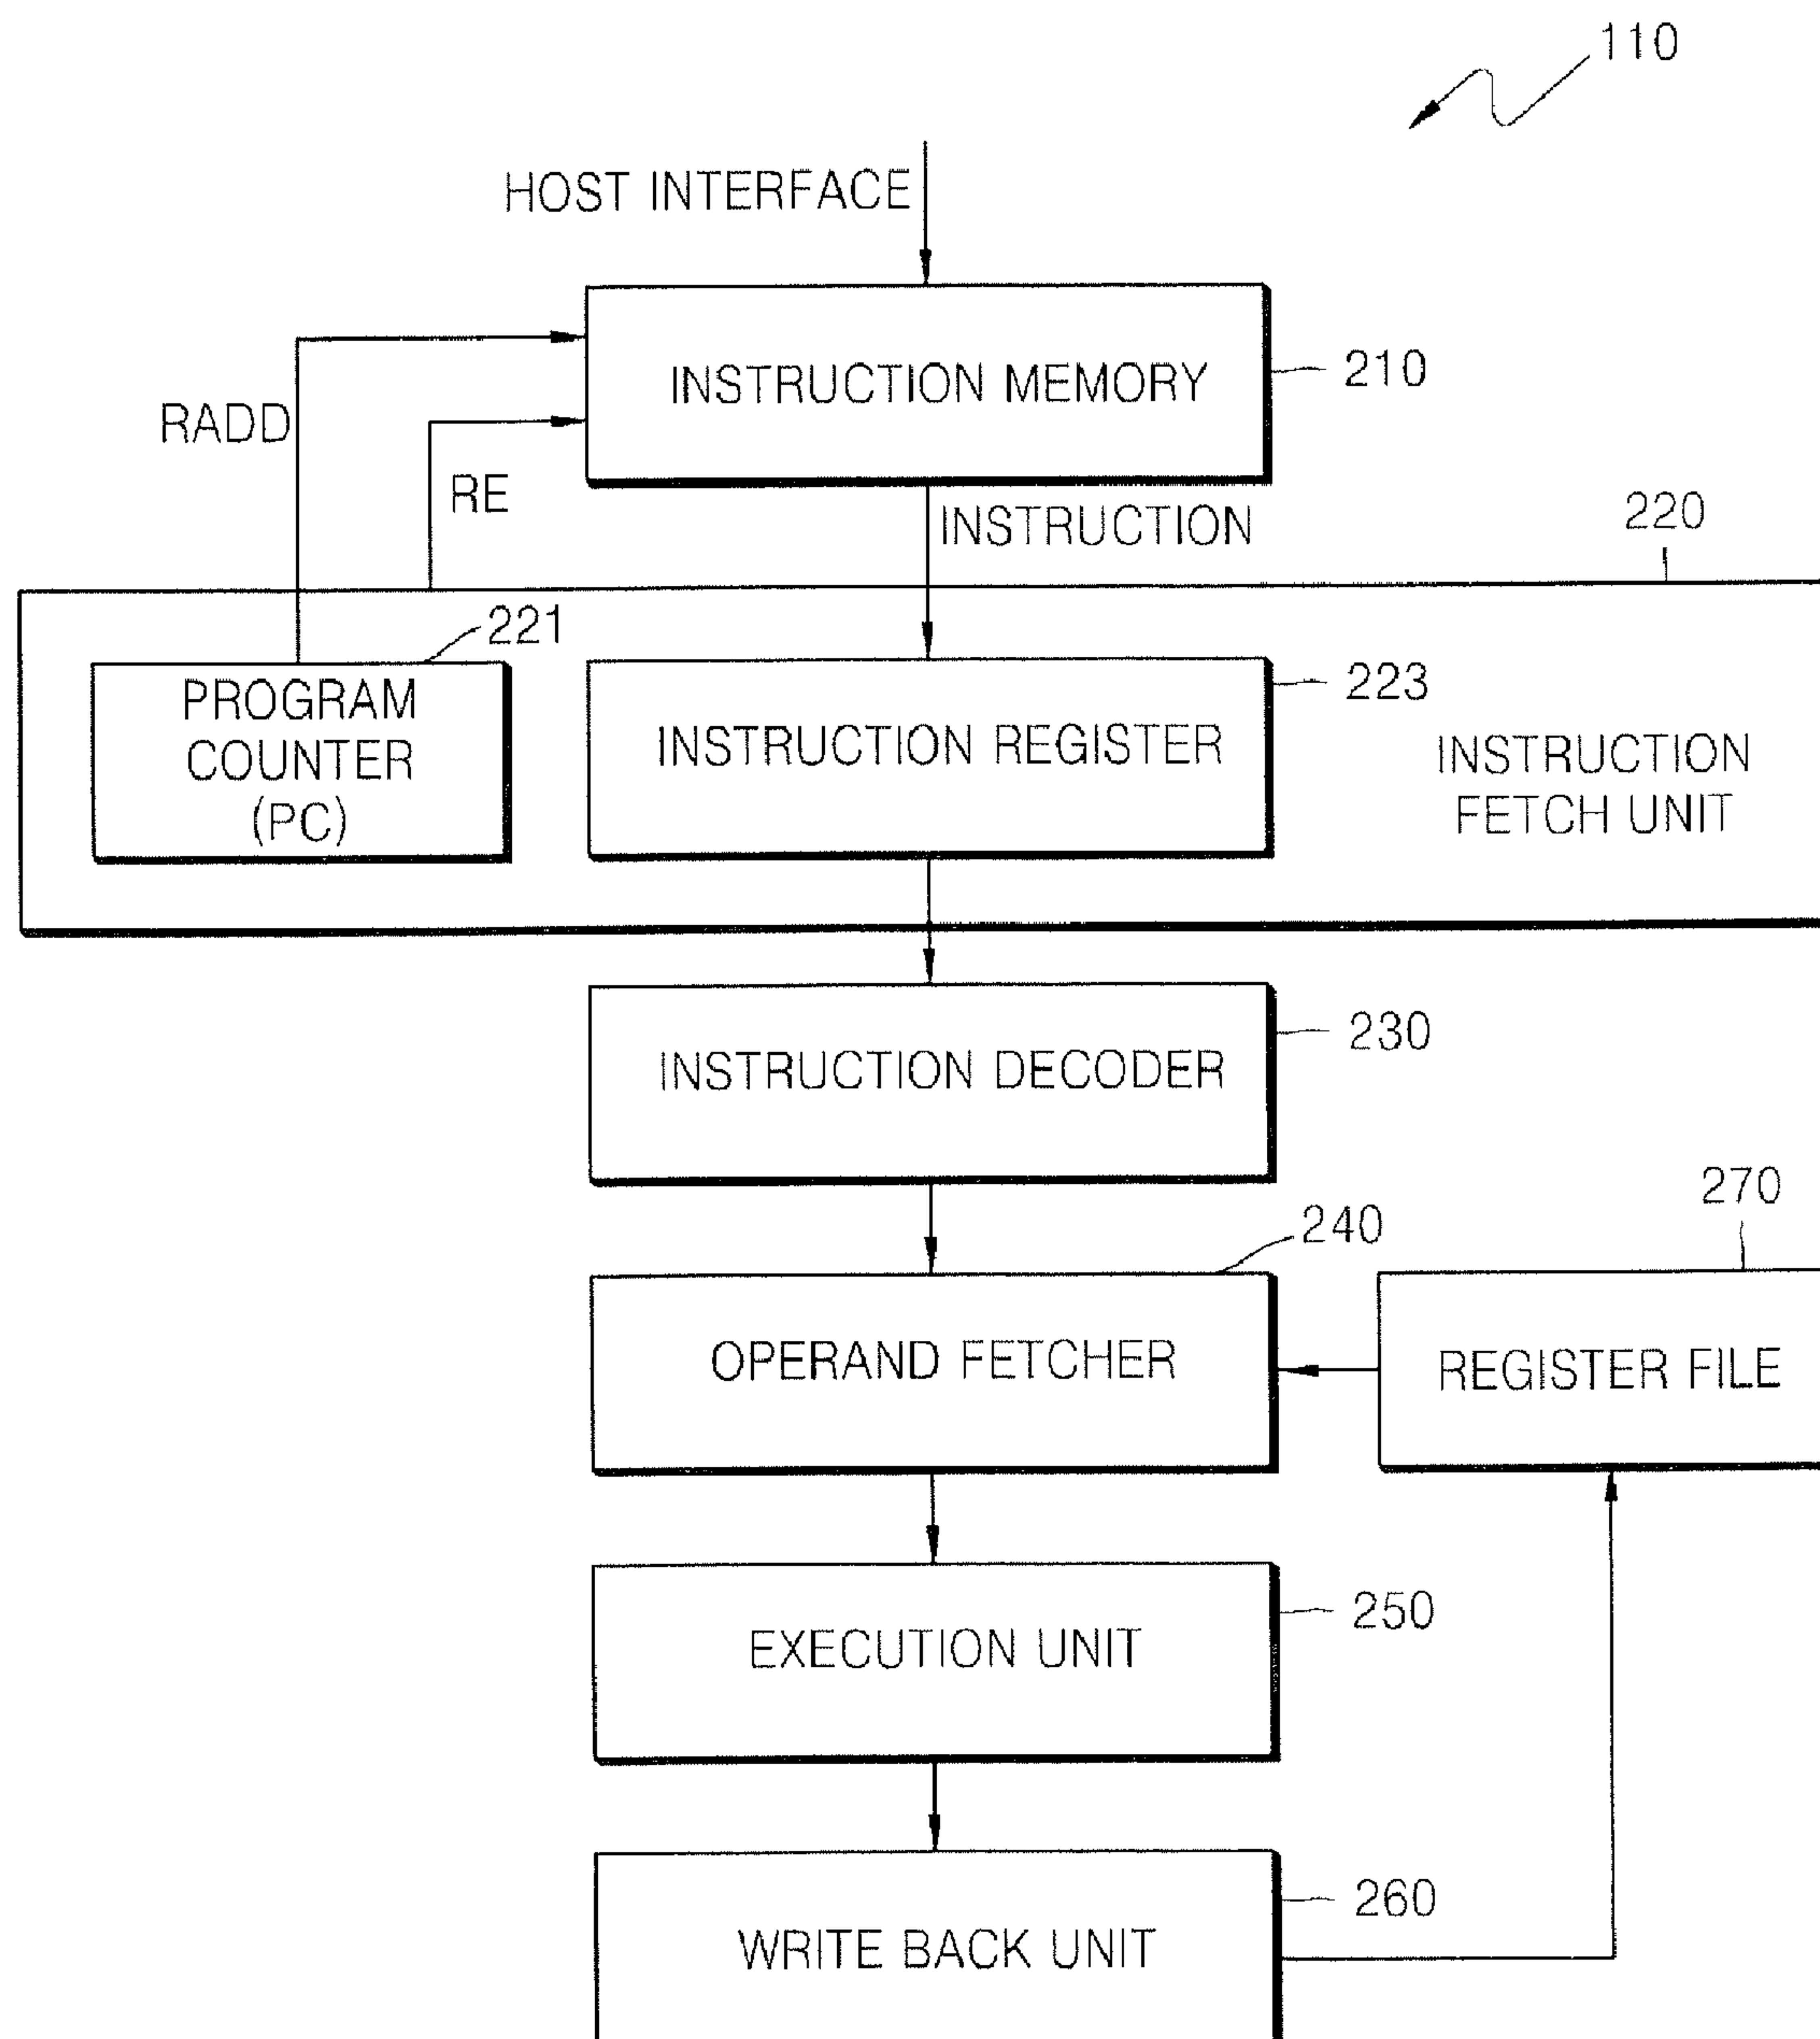 110
HOST INTERFACE
INSTRUCTION MEMORY
210
RADD
RE
INSTRUCTION
220
221
PROGRAM
COUNTER
(PC)
INSTRUCTION REGISTER
223
INSTRUCTION
FETCH UNIT
INSTRUCTION DECODER
230
240
270
OPERAND FETCHER
REGISTER FILE
EXECUTION UNIT
250
WRITE BACK UNIT
260